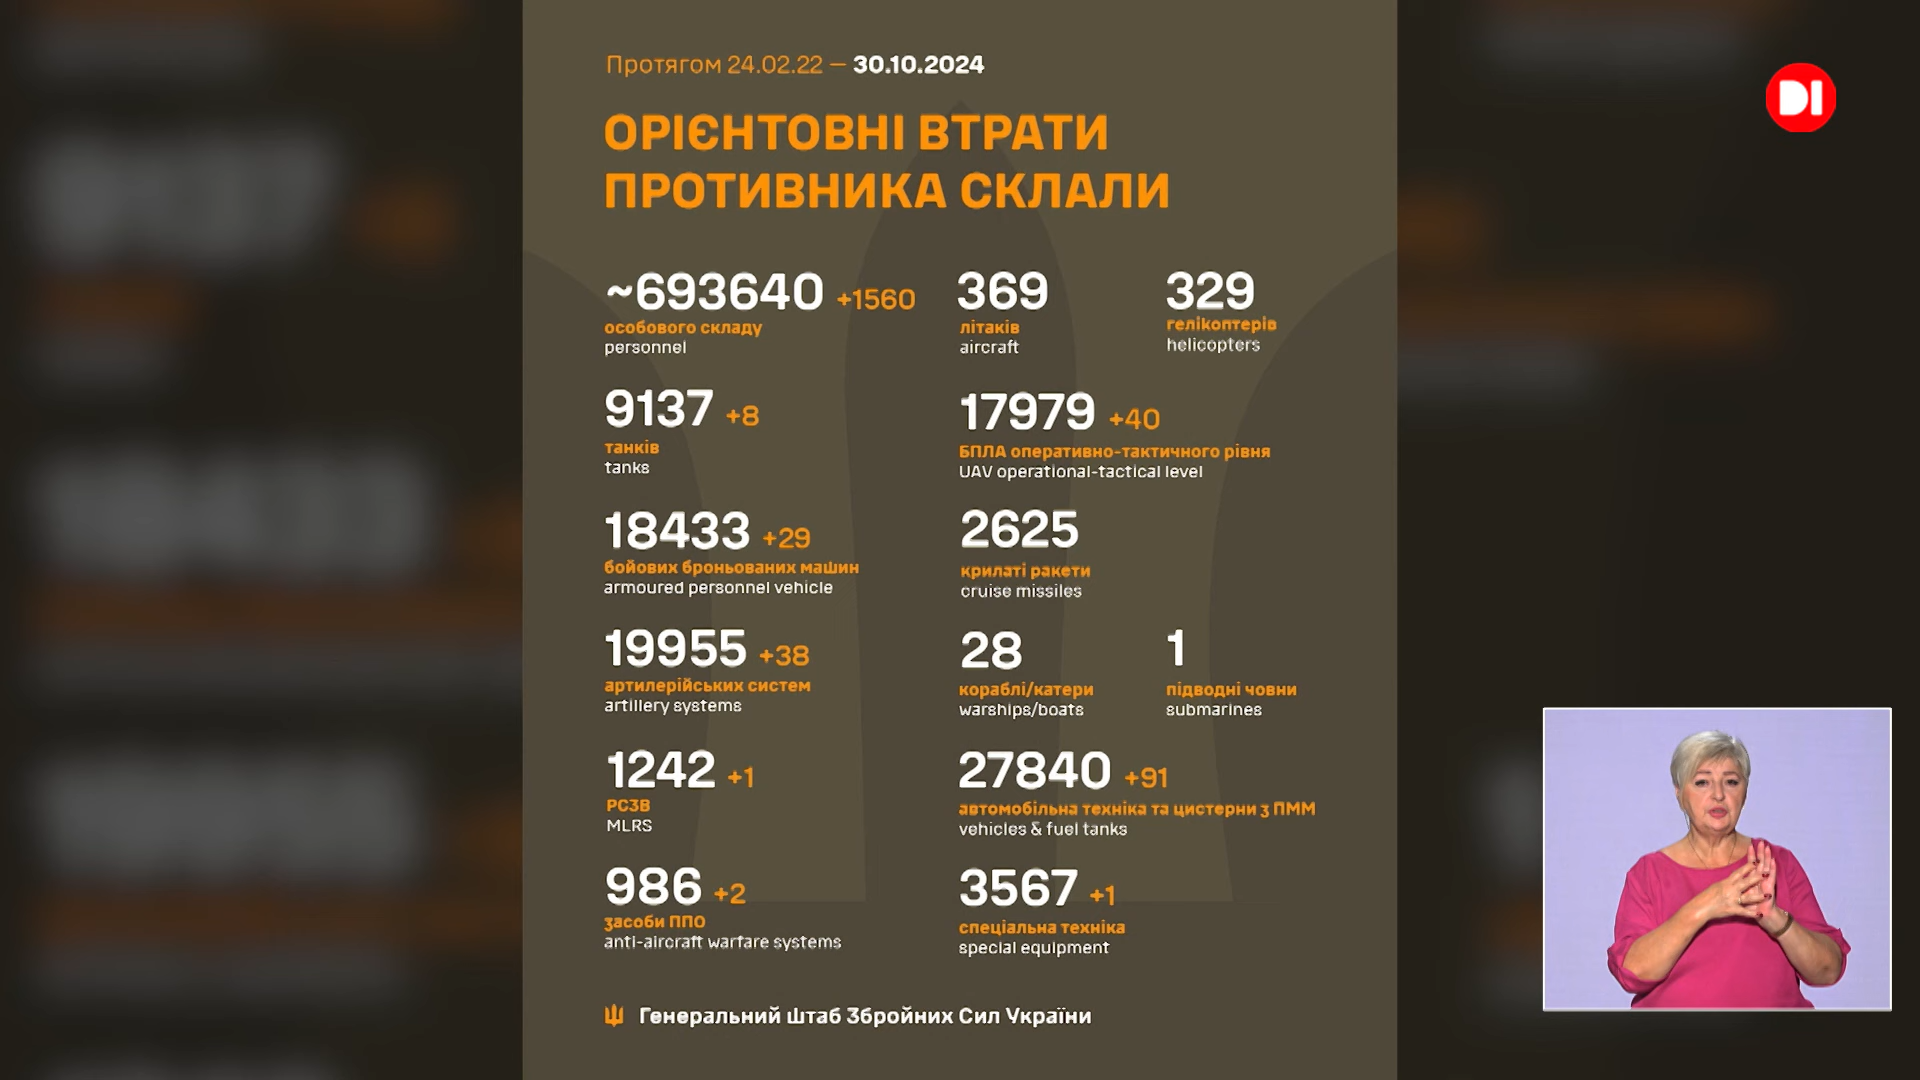 Протягом 24.02.22 — 30.10.2024
ОРІЄНТОВНІ ВТРАТИ
ПРОТИВНИКА СКЛАЛИ
~693640 +1560
особового складу
personnel
369
літаків
aircraft
329
гелікоптерів
helicopters
9137 +8
танків
tanks
17979 +40
БПЛА оперативно-тактичного рівня
UAV operational-tactical level
18433 +29
бойових броньованих машин
armoured personnel vehicle
2625
крилаті ракети
cruise missiles
19955 +38
артилерійських систем
artillery systems
28
кораблі/катери
warships/boats
1
підводні човни
submarines
1242 +1
РСЗВ
MLRS
27840 +91
автомобільна техніка та цистерни з ПММ
vehicles & fuel tanks
986 +2
засоби ППО
anti-aircraft warfare systems
3567 +1
спеціальна техніка
special equipment
Генеральний штаб Збройних Сил України
DI